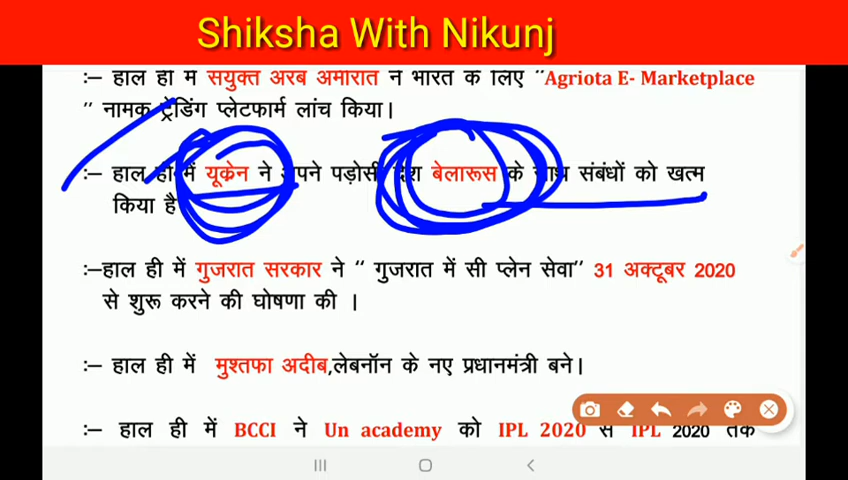 Shiksha With Nikunj
:– हाल ही में संयुक्त अरब अमीरात ने भारत के लिए "Agriota E- Marketplace
" नामक ट्रेडिंग प्लेटफार्म लांच किया।
:– हाल ही में यूक्रेन ने अपने पड़ोसी देश बेलारूस के साथ संबंधों को खत्म
किया है
:–हाल ही में गुजरात सरकार ने " गुजरात में सी प्लेन सेवा" 31 अक्टूबर 2020
से शुरू करने की घोषणा की ।
:– हाल ही में मुश्तफा अदीब,लेबनॉन के नए प्रधानमंत्री बने।
:– हाल ही में BCCI ने Un academy को IPL 2020 से IPL 2020 तक